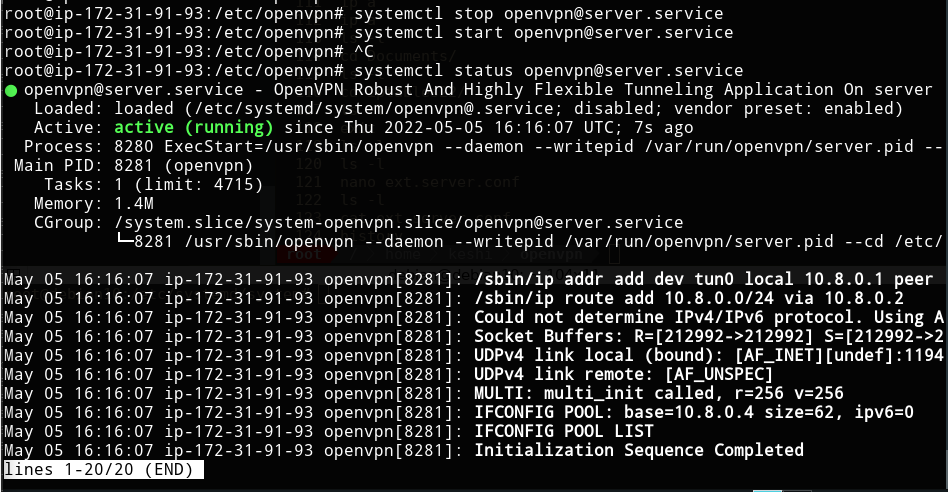 root@ip-172-31-91-93:/etc/openvpn# systemctl stop openvpn@server.service
root@ip-172-31-91-93:/etc/openvpn# systemctl start openvpn@server.service
root@ip-172-31-91-93:/etc/openvpn# ^C
root@ip-172-31-91-93:/etc/openvpn# systemctl status openvpn@server.service
● openvpn@server.service - OpenVPN Robust And Highly Flexible Tunneling Application On server
Loaded: loaded (/etc/systemd/system/openvpn@.service; disabled; vendor preset: enabled)
Active: active (running) since Thu 2022-05-05 16:16:07 UTC; 7s ago
Process: 8280 ExecStart=/usr/sbin/openvpn --daemon --writepid /var/run/openvpn/server.pid --
Main PID: 8281 (openvpn)
120 ls -l
Tasks: 1 (limit: 4715)
121 nano ext.server.conf
Memory: 1.4M
122 ls -l
CGroup: /system.slice/system-openvpn.slice/openvpn@server.service
└─8281 /usr/sbin/openvpn --daemon --writepid /var/run/openvpn/server.pid --cd /etc/
root
May 05 16:16:07 ip-172-31-91-93 openvpn[8281]: /sbin/ip addr add dev tun0 local 10.8.0.1 peer
May 05 16:16:07 ip-172-31-91-93 openvpn[8281]: /sbin/ip route add 10.8.0.0/24 via 10.8.0.2
May 05 16:16:07 ip-172-31-91-93 openvpn[8281]: Could not determine IPv4/IPv6 protocol. Using A
May 05 16:16:07 ip-172-31-91-93 openvpn[8281]: Socket Buffers: R=[212992->212992] S=[212992->2
May 05 16:16:07 ip-172-31-91-93 openvpn[8281]: UDPv4 link local (bound): [AF_INET][undef]:1194
May 05 16:16:07 ip-172-31-91-93 openvpn[8281]: UDPv4 link remote: [AF_UNSPEC]
May 05 16:16:07 ip-172-31-91-93 openvpn[8281]: MULTI: multi_init called, r=256 v=256
May 05 16:16:07 ip-172-31-91-93 openvpn[8281]: IFCONFIG POOL: base=10.8.0.4 size=62, ipv6=0
May 05 16:16:07 ip-172-31-91-93 openvpn[8281]: IFCONFIG POOL LIST
May 05 16:16:07 ip-172-31-91-93 openvpn[8281]: Initialization Sequence Completed
lines 1-20/20 (END)